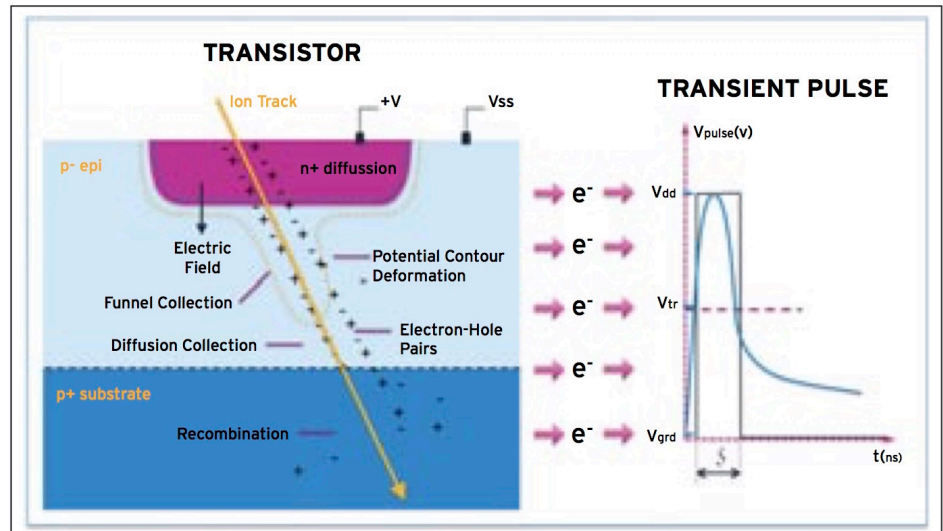 TRANSISTOR
Ion Track
+V
Vss
p- epi
n+ diffussion
Electric
Field
Potential Contour
Deformation
Funnel Collection
Electron-Hole
Pairs
Diffusion Collection
p+ substrate
Recombination
e-
e-
e-
e-
e-
TRANSIENT PULSE
Vpulse(v)
Vdd
Vtr
Vgrd
t(ns)